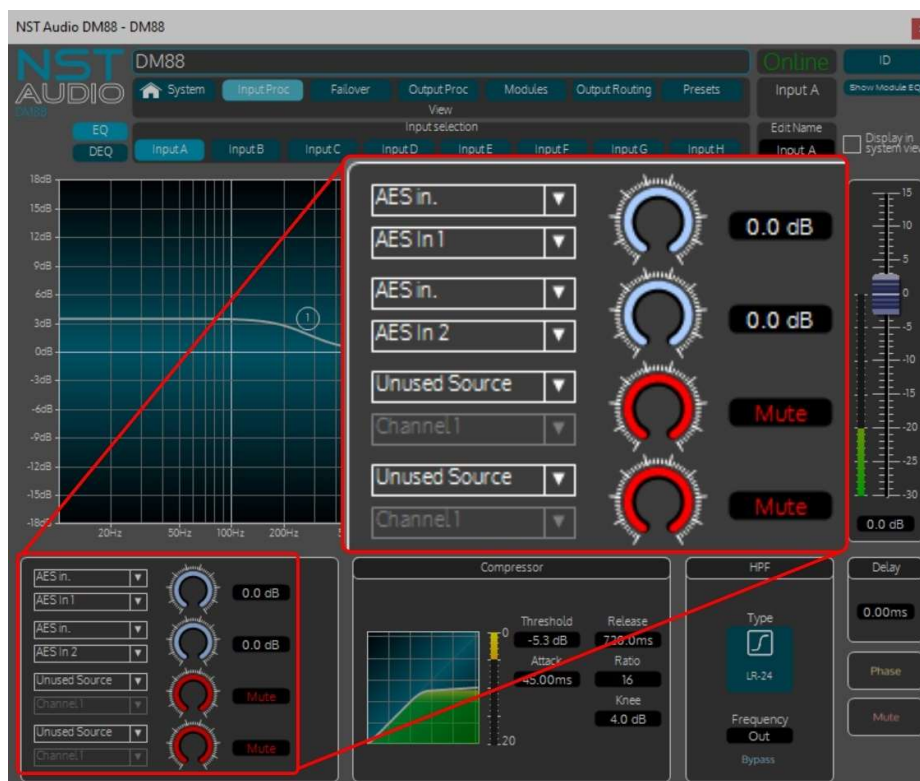 NST Audio DM88 - DM88
NST
AUDIO
DM88
DM88
Online
ID
System
Input Proc
Failover
Output Proc
Modules
Output Routing
Presets
View
Input A
Show Module EQ
EQ
DEQ
Input selection
Input A
Input B
Input C
Input D
Input E
Input F
Input G
Input H
Edit Name
Input A
Display in
system view
18dB
15dB
12dB
9dB
6dB
3dB
0dB
-3dB
-6dB
-9dB
-12dB
-15dB
-18dB
20Hz
50Hz
100Hz
200Hz
1
AES in.
AES In 1
0.0 dB
AES in.
AES In 2
0.0 dB
Unused Source
Channel 1
Mute
Unused Source
Channel 1
Mute
15
10
5
0
-5
-10
-15
-20
-25
-30
0.0 dB
AES in.
AES In 1
0.0 dB
AES in.
AES In 2
0.0 dB
Unused Source
Channel 1
Mute
Unused Source
Channel 1
Mute
Compressor
0
20
Threshold
-5.3 dB
Release
720.0ms
Attack
45.00ms
Ratio
16
Knee
4.0 dB
HPF
Type
LR-24
Frequency
Out
Bypass
Delay
0.00ms
Phase
Mute